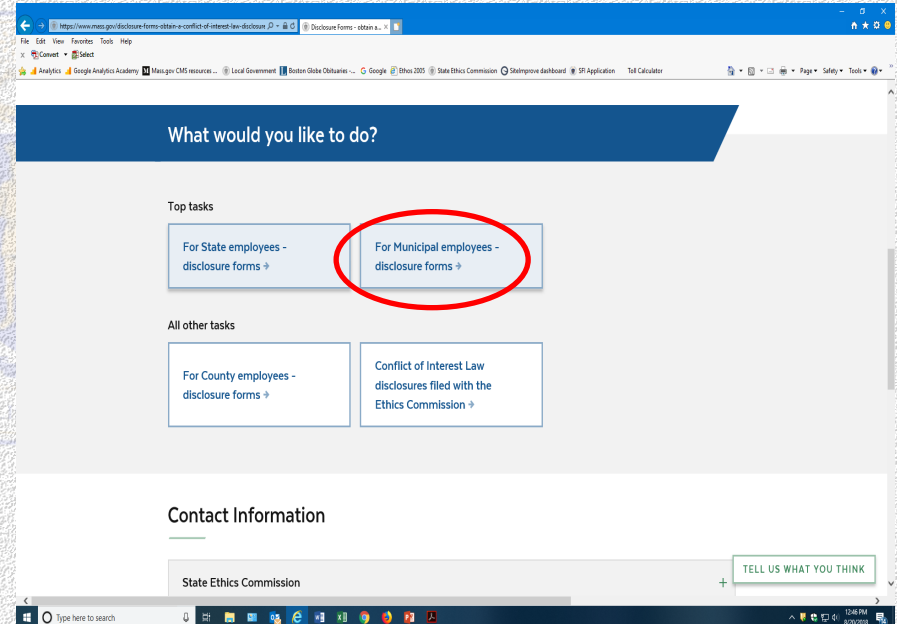 https://www.mass.gov/disclosure-forms-obtain-a-conflict-of-interest-law-disclosure
Disclosure Forms - obtain a...
File Edit View Favorites Tools Help
x Convert Select
Analytics Google Analytics Academy Mass.gov CMS resources ... Local Government Boston Globe Obituaries -... Google Ethos 2005 State Ethics Commission SiteImprove dashboard SFI Application Toll Calculator Page Safety Tools
What would you like to do?
Top tasks
For State employees -
disclosure forms →
For Municipal employees -
disclosure forms →
All other tasks
For County employees -
disclosure forms →
Conflict of Interest Law
disclosures filed with the
Ethics Commission →
Contact Information
State Ethics Commission +
TELL US WHAT YOU THINK
Type here to search
12:46 PM
8/20/2018